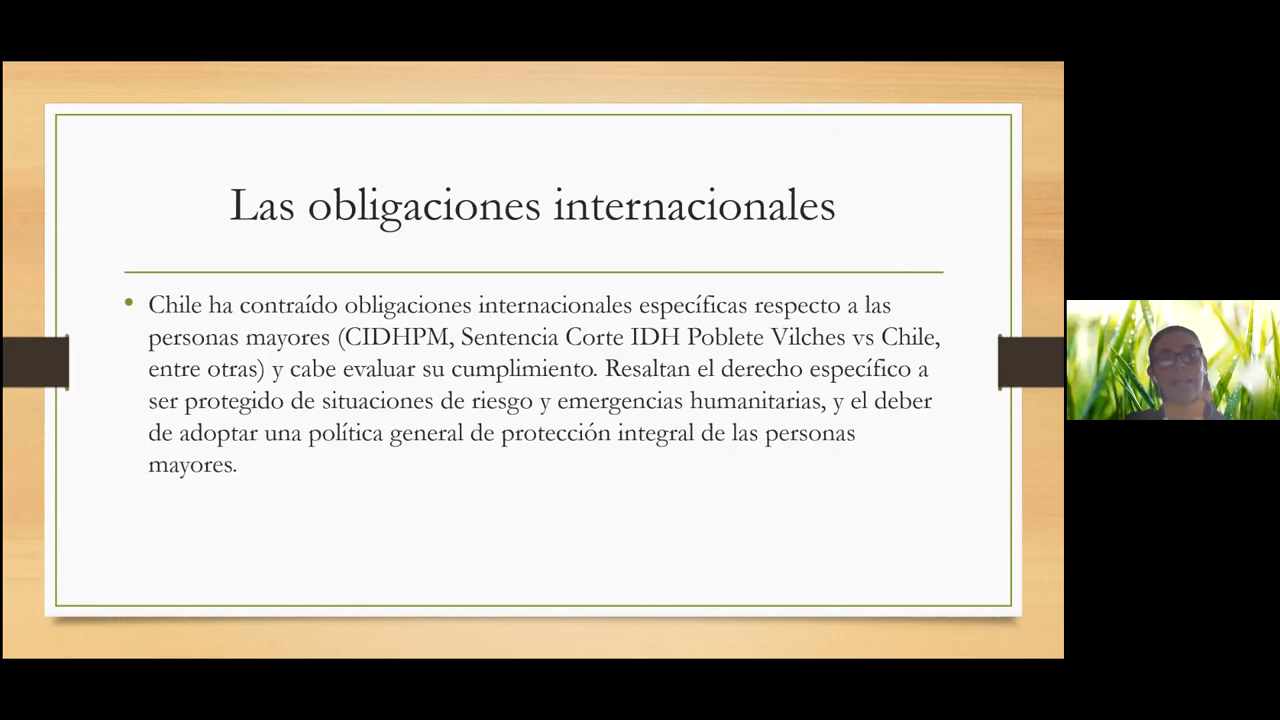 Las obligaciones internacionales
• Chile ha contraído obligaciones internacionales específicas respecto a las
personas mayores (CIDHPM, Sentencia Corte IDH Poblete Vilches vs Chile,
entre otras) y cabe evaluar su cumplimiento. Resaltan el derecho específico a
ser protegido de situaciones de riesgo y emergencias humanitarias, y el deber
de adoptar una política general de protección integral de las personas
mayores.